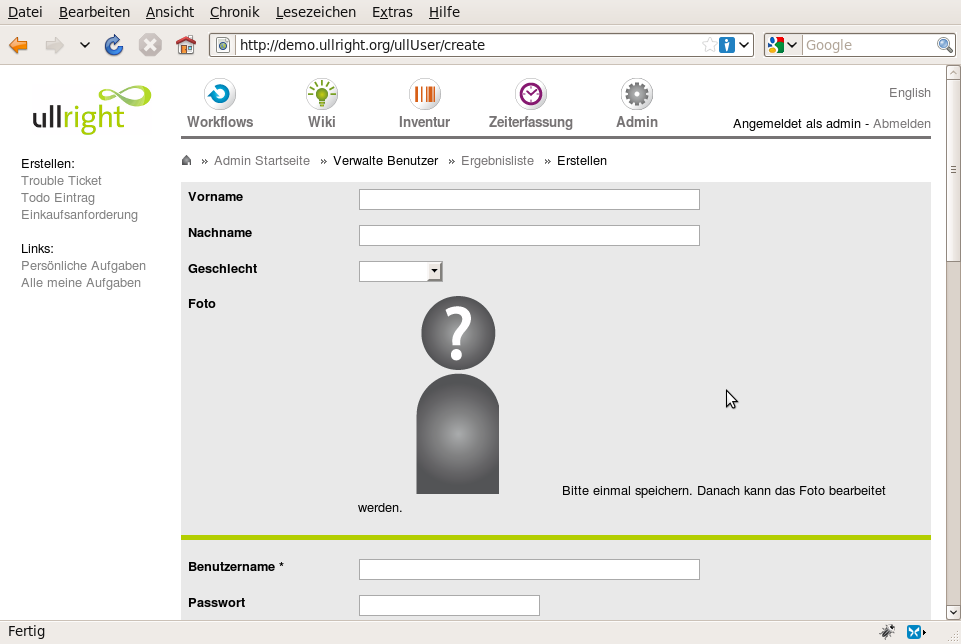 Datei Bearbeiten Ansicht Chronik Lesezeichen Extras Hilfe
http://demo.ullright.org/ullUser/create
Google
ullright
Workflows Wiki Inventur Zeiterfassung Admin
English
Angemeldet als admin - Abmelden
» Admin Startseite » Verwalte Benutzer » Ergebnisliste » Erstellen
Erstellen:
Trouble Ticket
Todo Eintrag
Einkaufsanforderung
Links:
Persönliche Aufgaben
Alle meine Aufgaben
Vorname
Nachname
Geschlecht
Foto
?
Bitte einmal speichern. Danach kann das Foto bearbeitet
werden.
Benutzername *
Passwort
Fertig